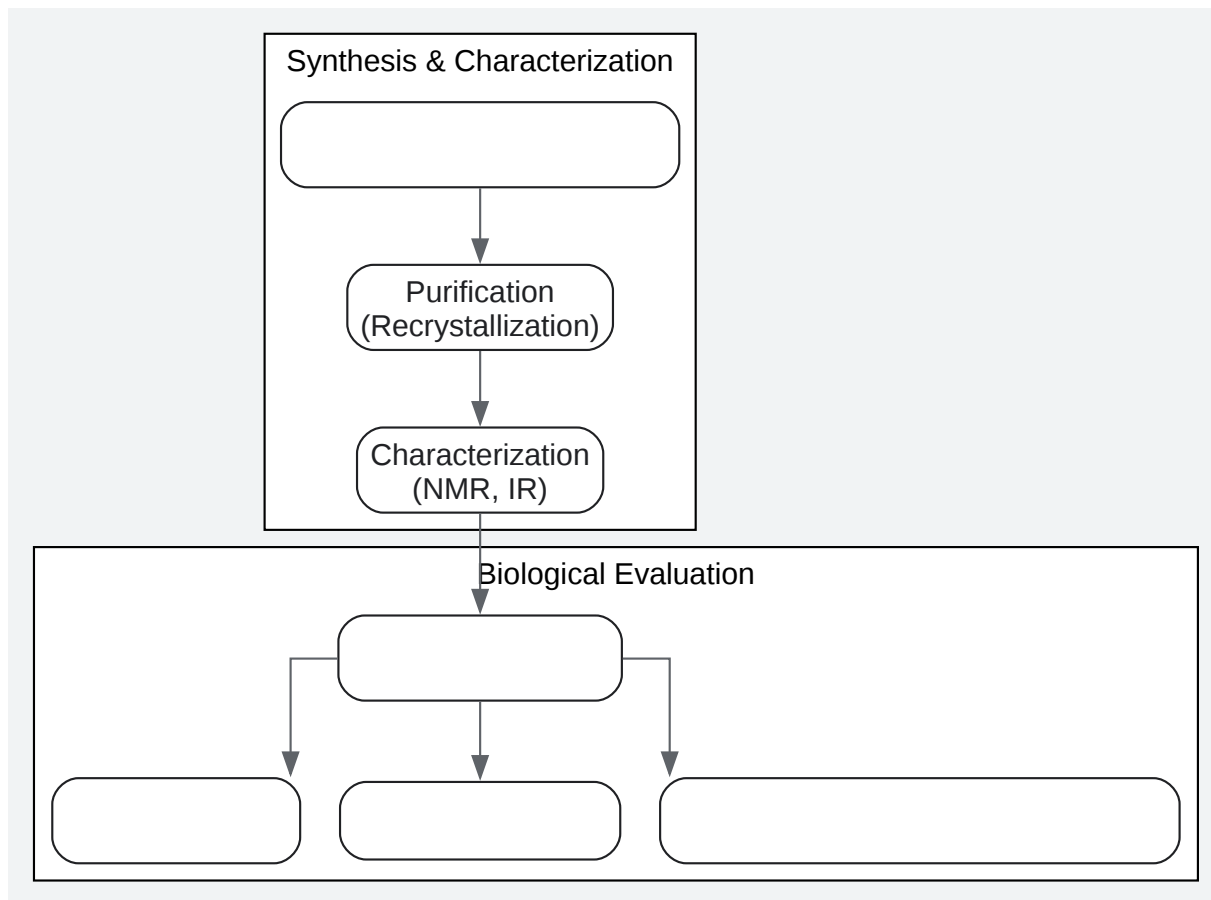 Synthesis & Characterization
Purification
(Recrystallization)
Characterization
(NMR, IR)
Biological Evaluation